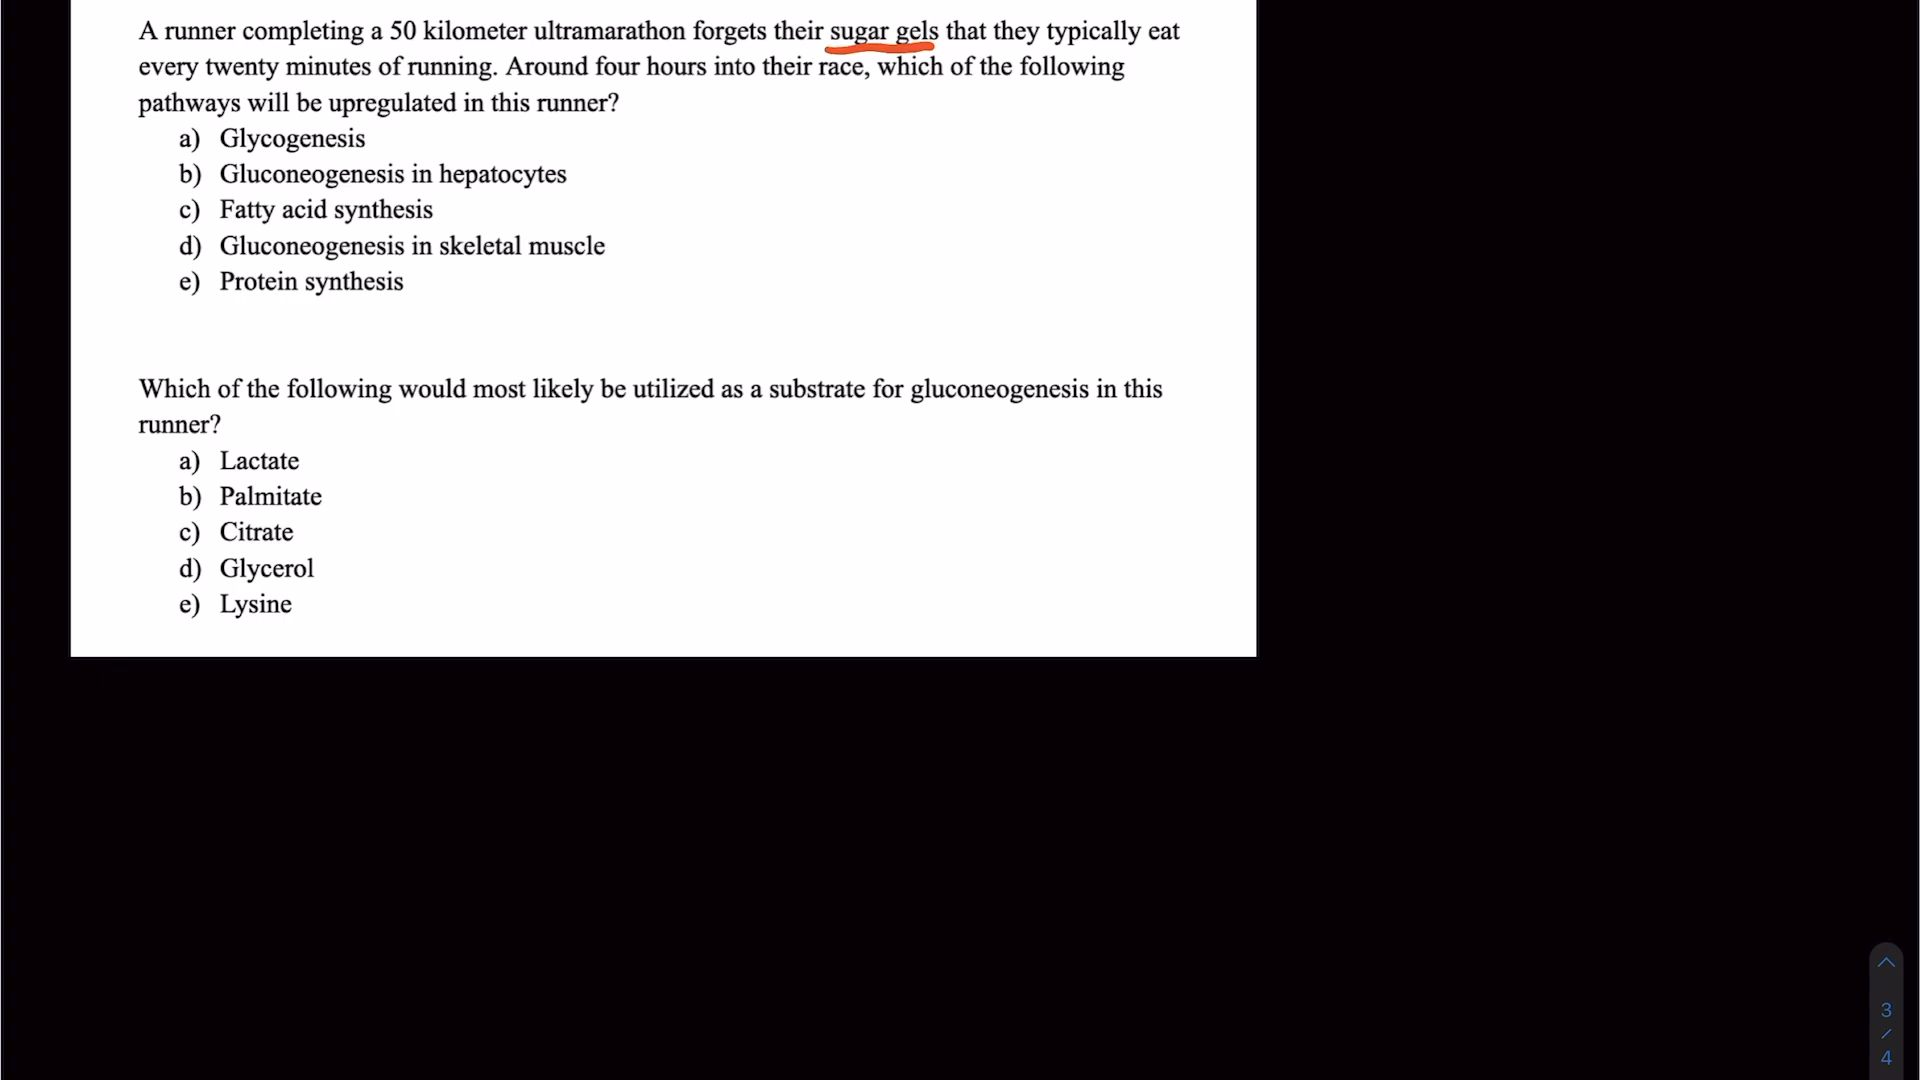 A runner completing a 50 kilometer ultramarathon forgets their sugar gels that they typically eat
every twenty minutes of running. Around four hours into their race, which of the following
pathways will be upregulated in this runner?
a) Glycogenesis
b) Gluconeogenesis in hepatocytes
c) Fatty acid synthesis
d) Gluconeogenesis in skeletal muscle
e) Protein synthesis
Which of the following would most likely be utilized as a substrate for gluconeogenesis in this
runner?
a) Lactate
b) Palmitate
c) Citrate
d) Glycerol
e) Lysine
3
/
4